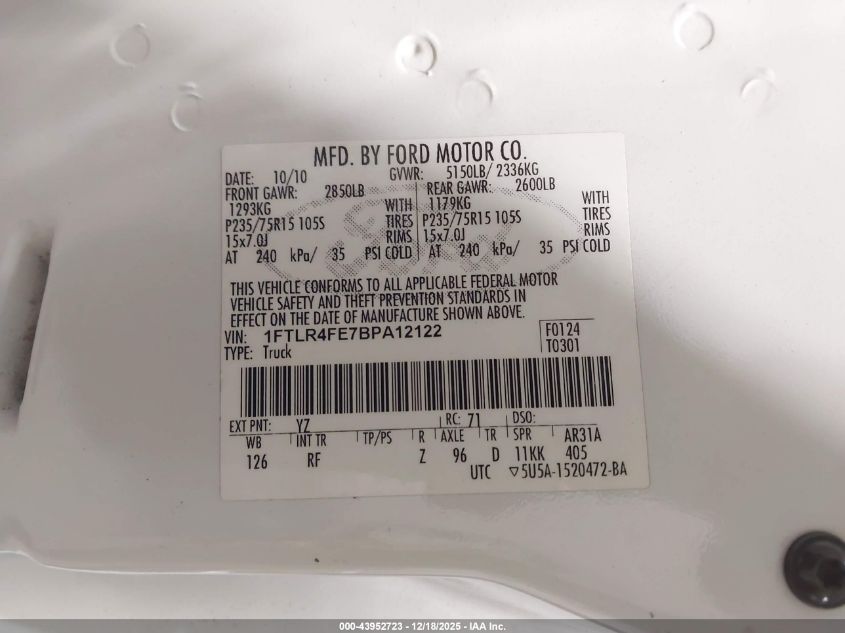 MFD. BY FORD MOTOR CO.
DATE: 10/10 GVWR: 5150LB/ 2336KG
FRONT GAWR: 2850LB REAR GAWR: 2600LB
1293KG WITH 1179KG WITH
P235/75R15 105S TIRES P235/75R15 105S TIRES
15x7.0J RIMS 15x7.0J RIMS
AT 240 kPa/ 35 PSI COLD AT 240 kPa/ 35 PSI COLD
THIS VEHICLE CONFORMS TO ALL APPLICABLE FEDERAL MOTOR
VEHICLE SAFETY AND THEFT PREVENTION STANDARDS IN
EFFECT ON THE DATE OF MANUFACTURE SHOWN ABOVE.
VIN: 1FTLR4FE7BPA12122 F0124
TYPE: Truck T0301
EXT PNT: YZ RC: 71 DSO:
WB INT TR TP/PS R AXLE TR SPR AR31A
126 RF Z 96 D 11KK 405
UTC ▽5U5A-1520472-BA
000-43952723 - 12/18/2025 - IAA Inc.